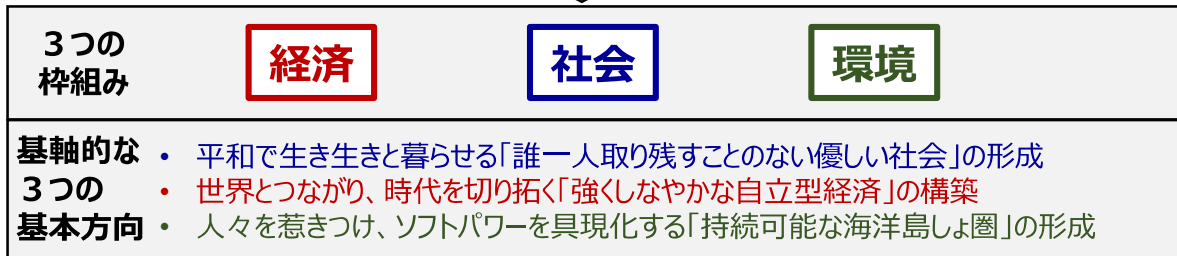 ３つの
枠組み
経済
社会
環境
基軸的な
３つの
基本方向
• 平和で生き生きと暮らせる「誰一人取り残すことのない優しい社会」の形成
• 世界とつながり、時代を切り拓く「強くしなやかな自立型経済」の構築
• 人々を惹きつけ、ソフトパワーを具現化する「持続可能な海洋島しょ圏」の形成